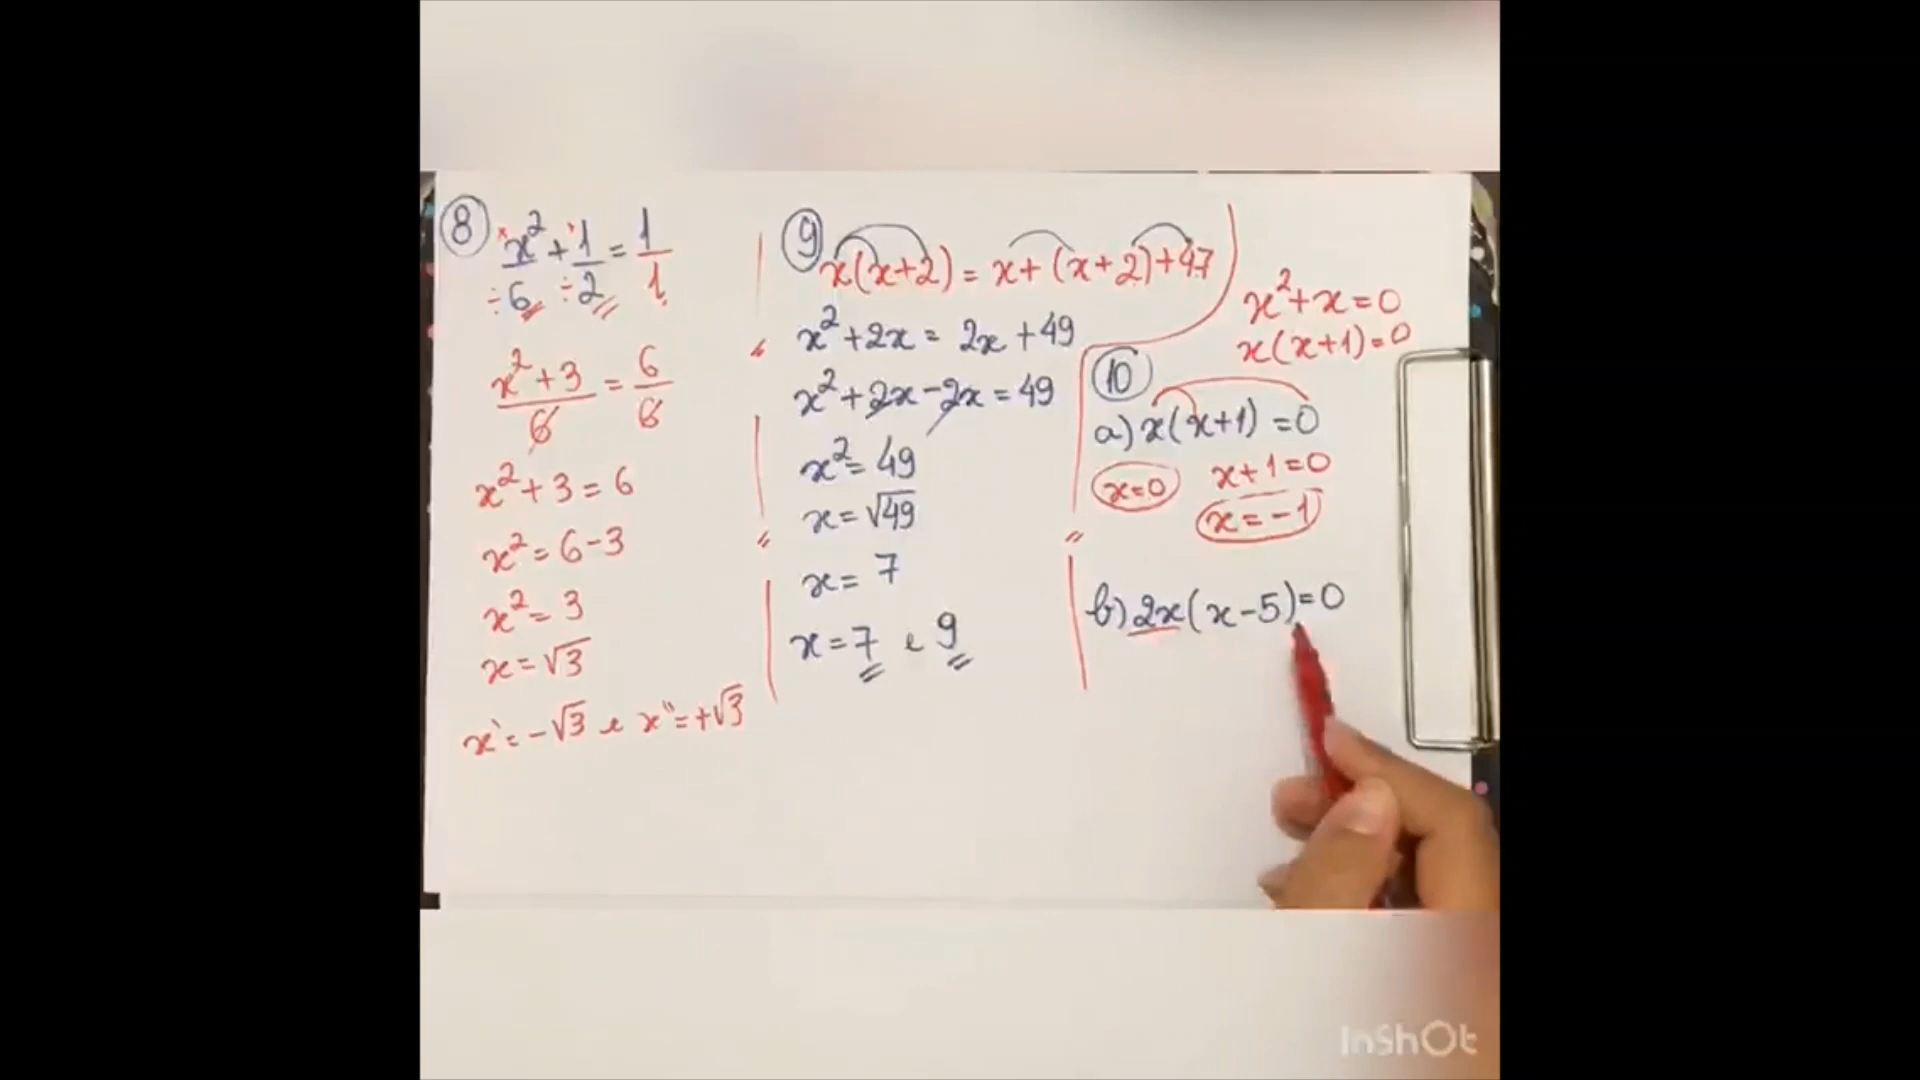 8
x²/6 + 1/2 = 1/1
÷6 ÷2
x²+3/6 = 6/6
x²+3=6
x²=6-3
x²=3
x=√3
x'=-√3 e x''=+√3
9
x(x+2)=x+(x+2)+47
x²+2x=2x+49
x²+2x-2x=49
x²=49
x=√49
x=7
x=7 e 9
x²+x=0
x(x+1)=0
10
a) x(x+1)=0
x=0 x+1=0
x=-1
b) 2x(x-5)=0
InShOt